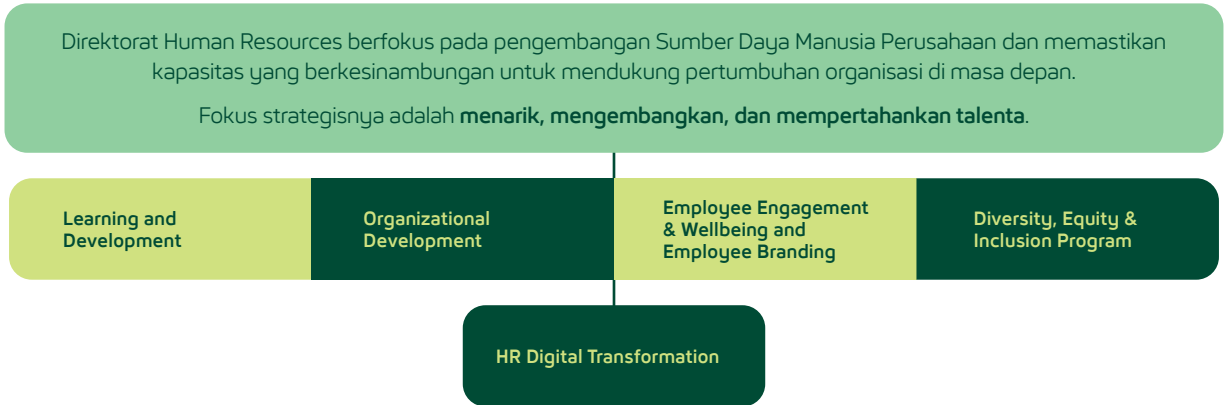 Direktorat Human Resources berfokus pada pengembangan Sumber Daya Manusia Perusahaan dan memastikan
kapasitas yang berkesinambungan untuk mendukung pertumbuhan organisasi di masa depan.
Fokus strategisnya adalah menarik, mengembangkan, dan mempertahankan talenta.
Learning and
Development
Organizational
Development
Employee Engagement
& Wellbeing and
Employee Branding
Diversity, Equity &
Inclusion Program
HR Digital Transformation